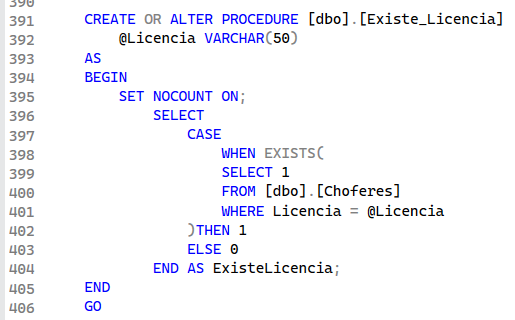 390
391 CREATE OR ALTER PROCEDURE [dbo].[Existe_Licencia]
392 @Licencia VARCHAR(50)
393 AS
394 BEGIN
395 SET NOCOUNT ON;
396 SELECT
397 CASE
398 WHEN EXISTS(
399 SELECT 1
400 FROM [dbo].[Choferes]
401 WHERE Licencia = @Licencia
402 )THEN 1
403 ELSE 0
404 END AS ExisteLicencia;
405 END
406 GO